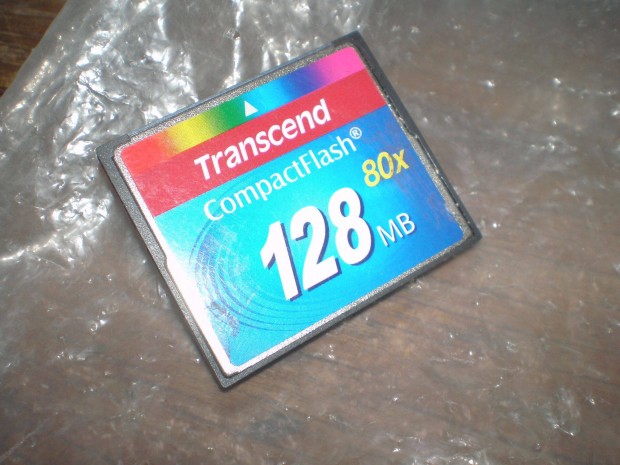 Transcend
CompactFlash®
80x
128 MB